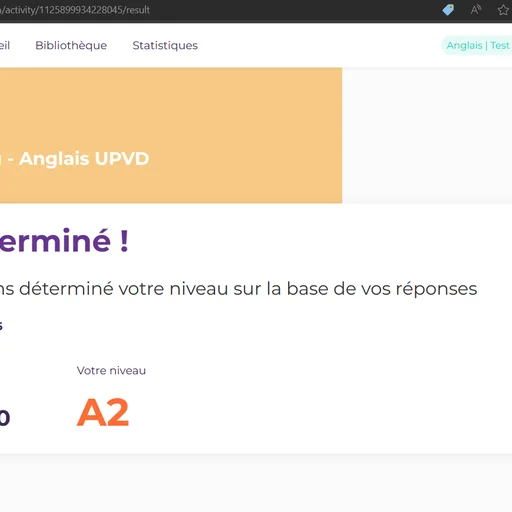 /activity/1125899934228045/result
eil Bibliothèque Statistiques Anglais | Test
- Anglais UPVD
erminé !
ns déterminé votre niveau sur la base de vos réponses
s
Votre niveau
0 A2